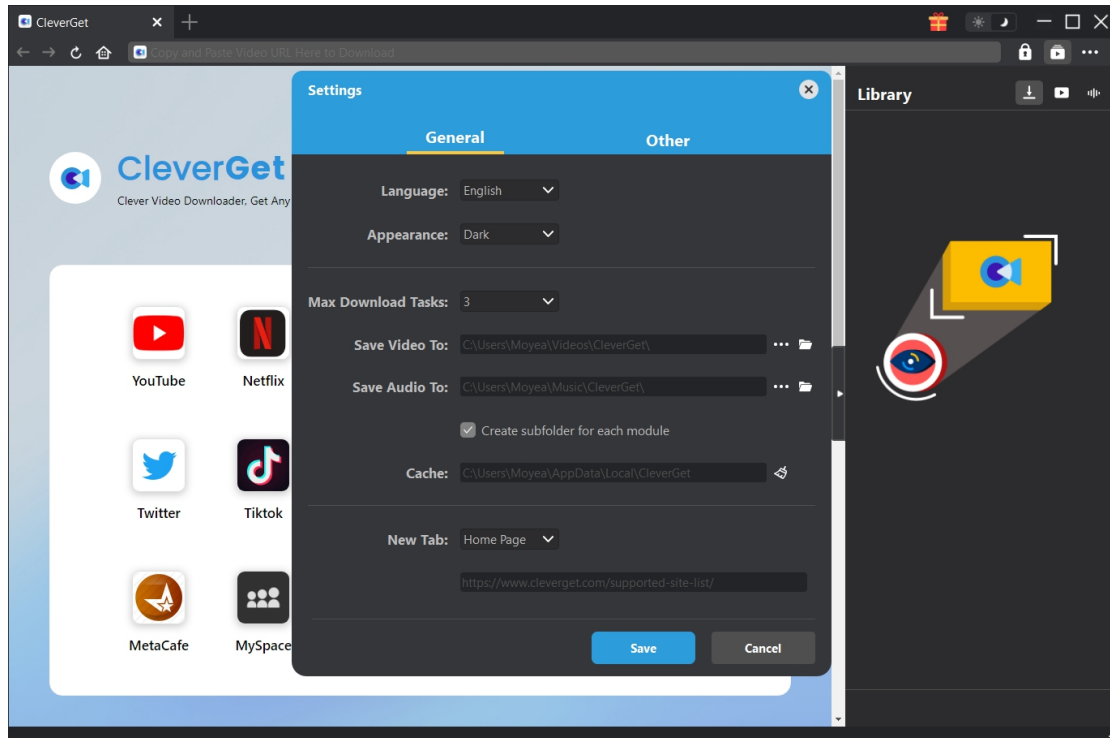 CleverGet
Copy and Paste Video URL Here to Download
Settings
General
Other
Library
CleverGet
Clever Video Downloader, Get Any
Language: English
Appearance: Dark
Max Download Tasks: 3
Save Video To: C:\Users\Moyea\Videos\CleverGet\
Save Audio To: C:\Users\Moyea\Music\CleverGet\
Create subfolder for each module
Cache: C:\Users\Moyea\AppData\Local\CleverGet
New Tab: Home Page
https://www.cleverget.com/supported-site-list/
Save
Cancel
YouTube
Netflix
Twitter
Tiktok
MetaCafe
MySpace